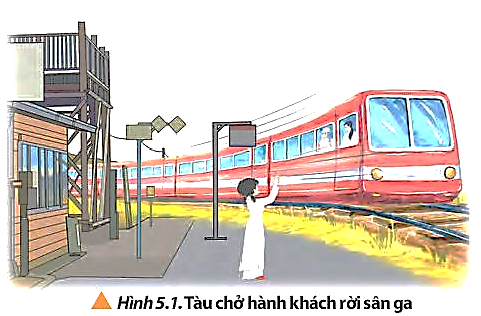 Hình 5.1. Tàu chở hành khách rời sân ga